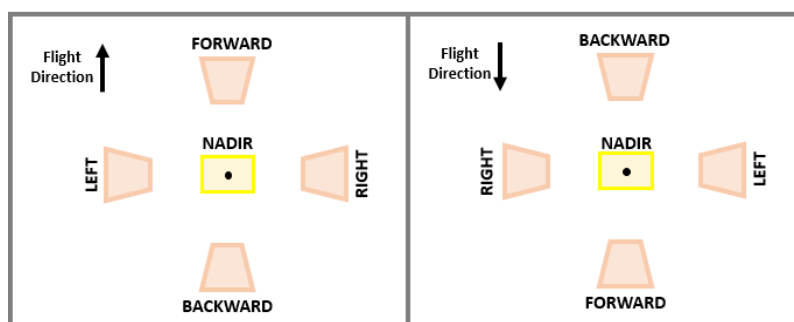 Flight
Direction
FORWARD
NADIR
LEFT
RIGHT
BACKWARD
Flight
Direction
BACKWARD
NADIR
RIGHT
LEFT
FORWARD